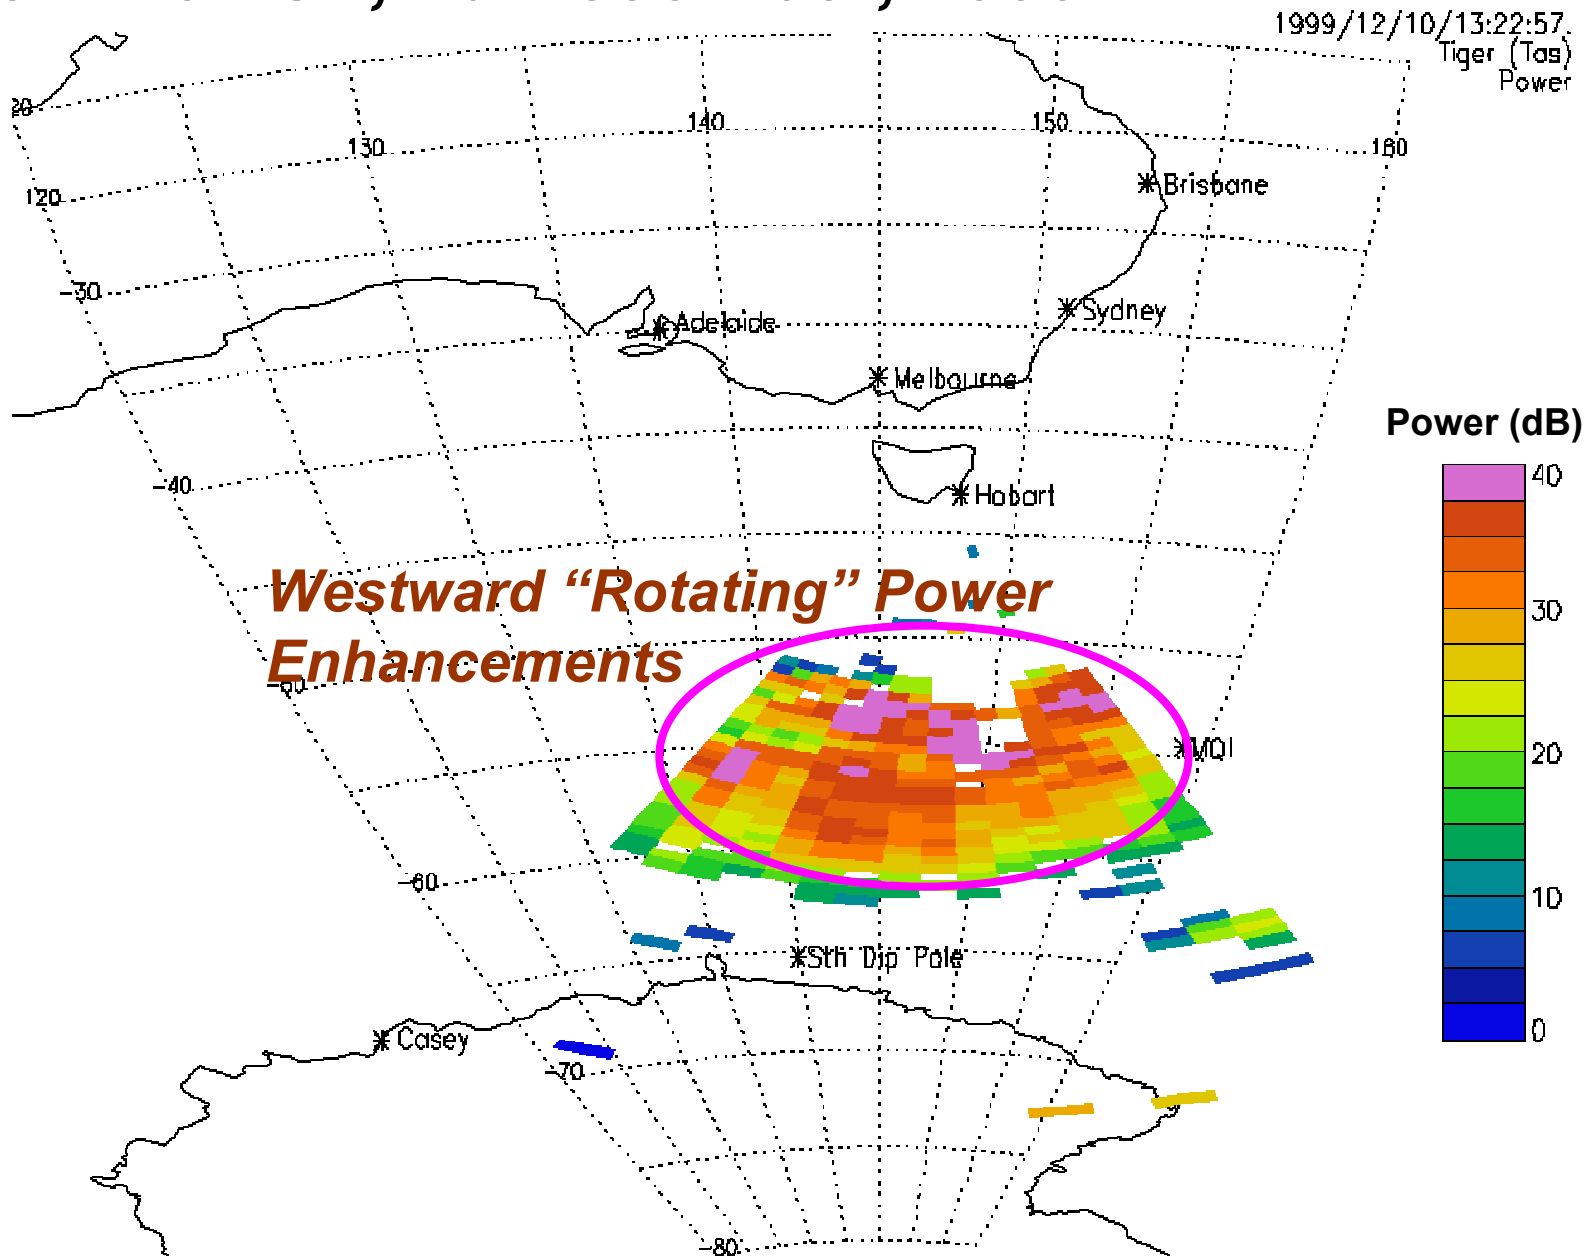 1999/12/10/13:22:57.
Tiger (Tas)
Power
140
150
130
160
120
Brisbane
-30
Sydney
Adelaide
Melbourne
Power (dB)
40
-40
Hobart
Westward “Rotating” Power
30
Enhancements
MQI
20
-60
10
Sth Dip Pole
Casey
0
-70
-80